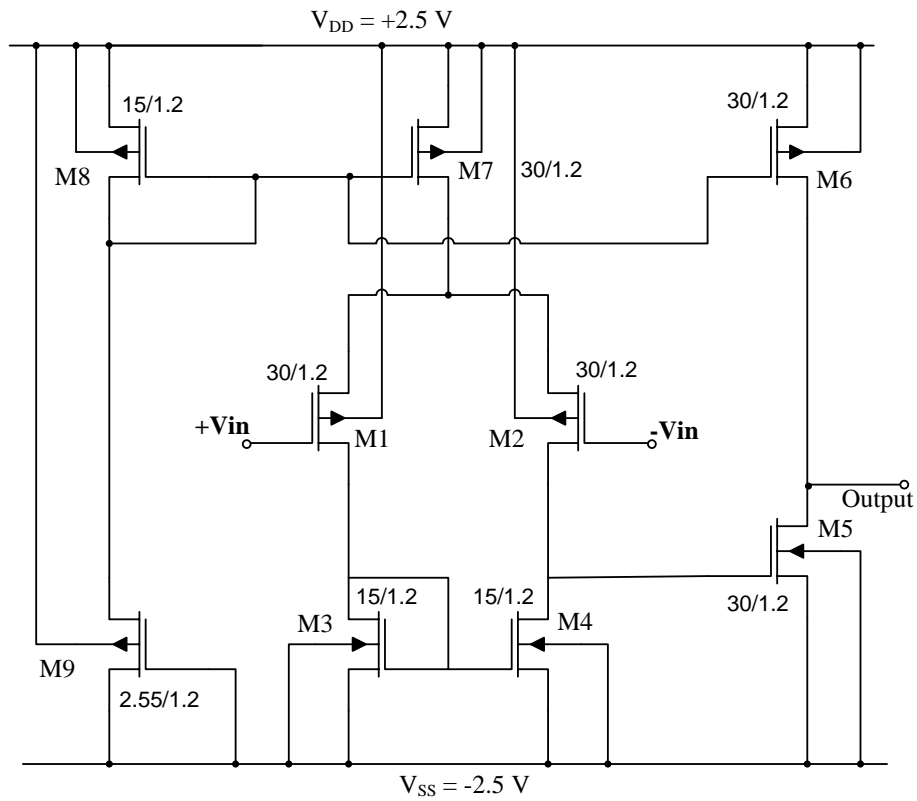 V_DD = +2.5 V
15/1.2
30/1.2
M8
M7
30/1.2
M6
30/1.2
30/1.2
+Vin
M1
M2
-Vin
Output
M5
15/1.2
15/1.2
30/1.2
M3
M4
M9
2.55/1.2
V_SS = -2.5 V